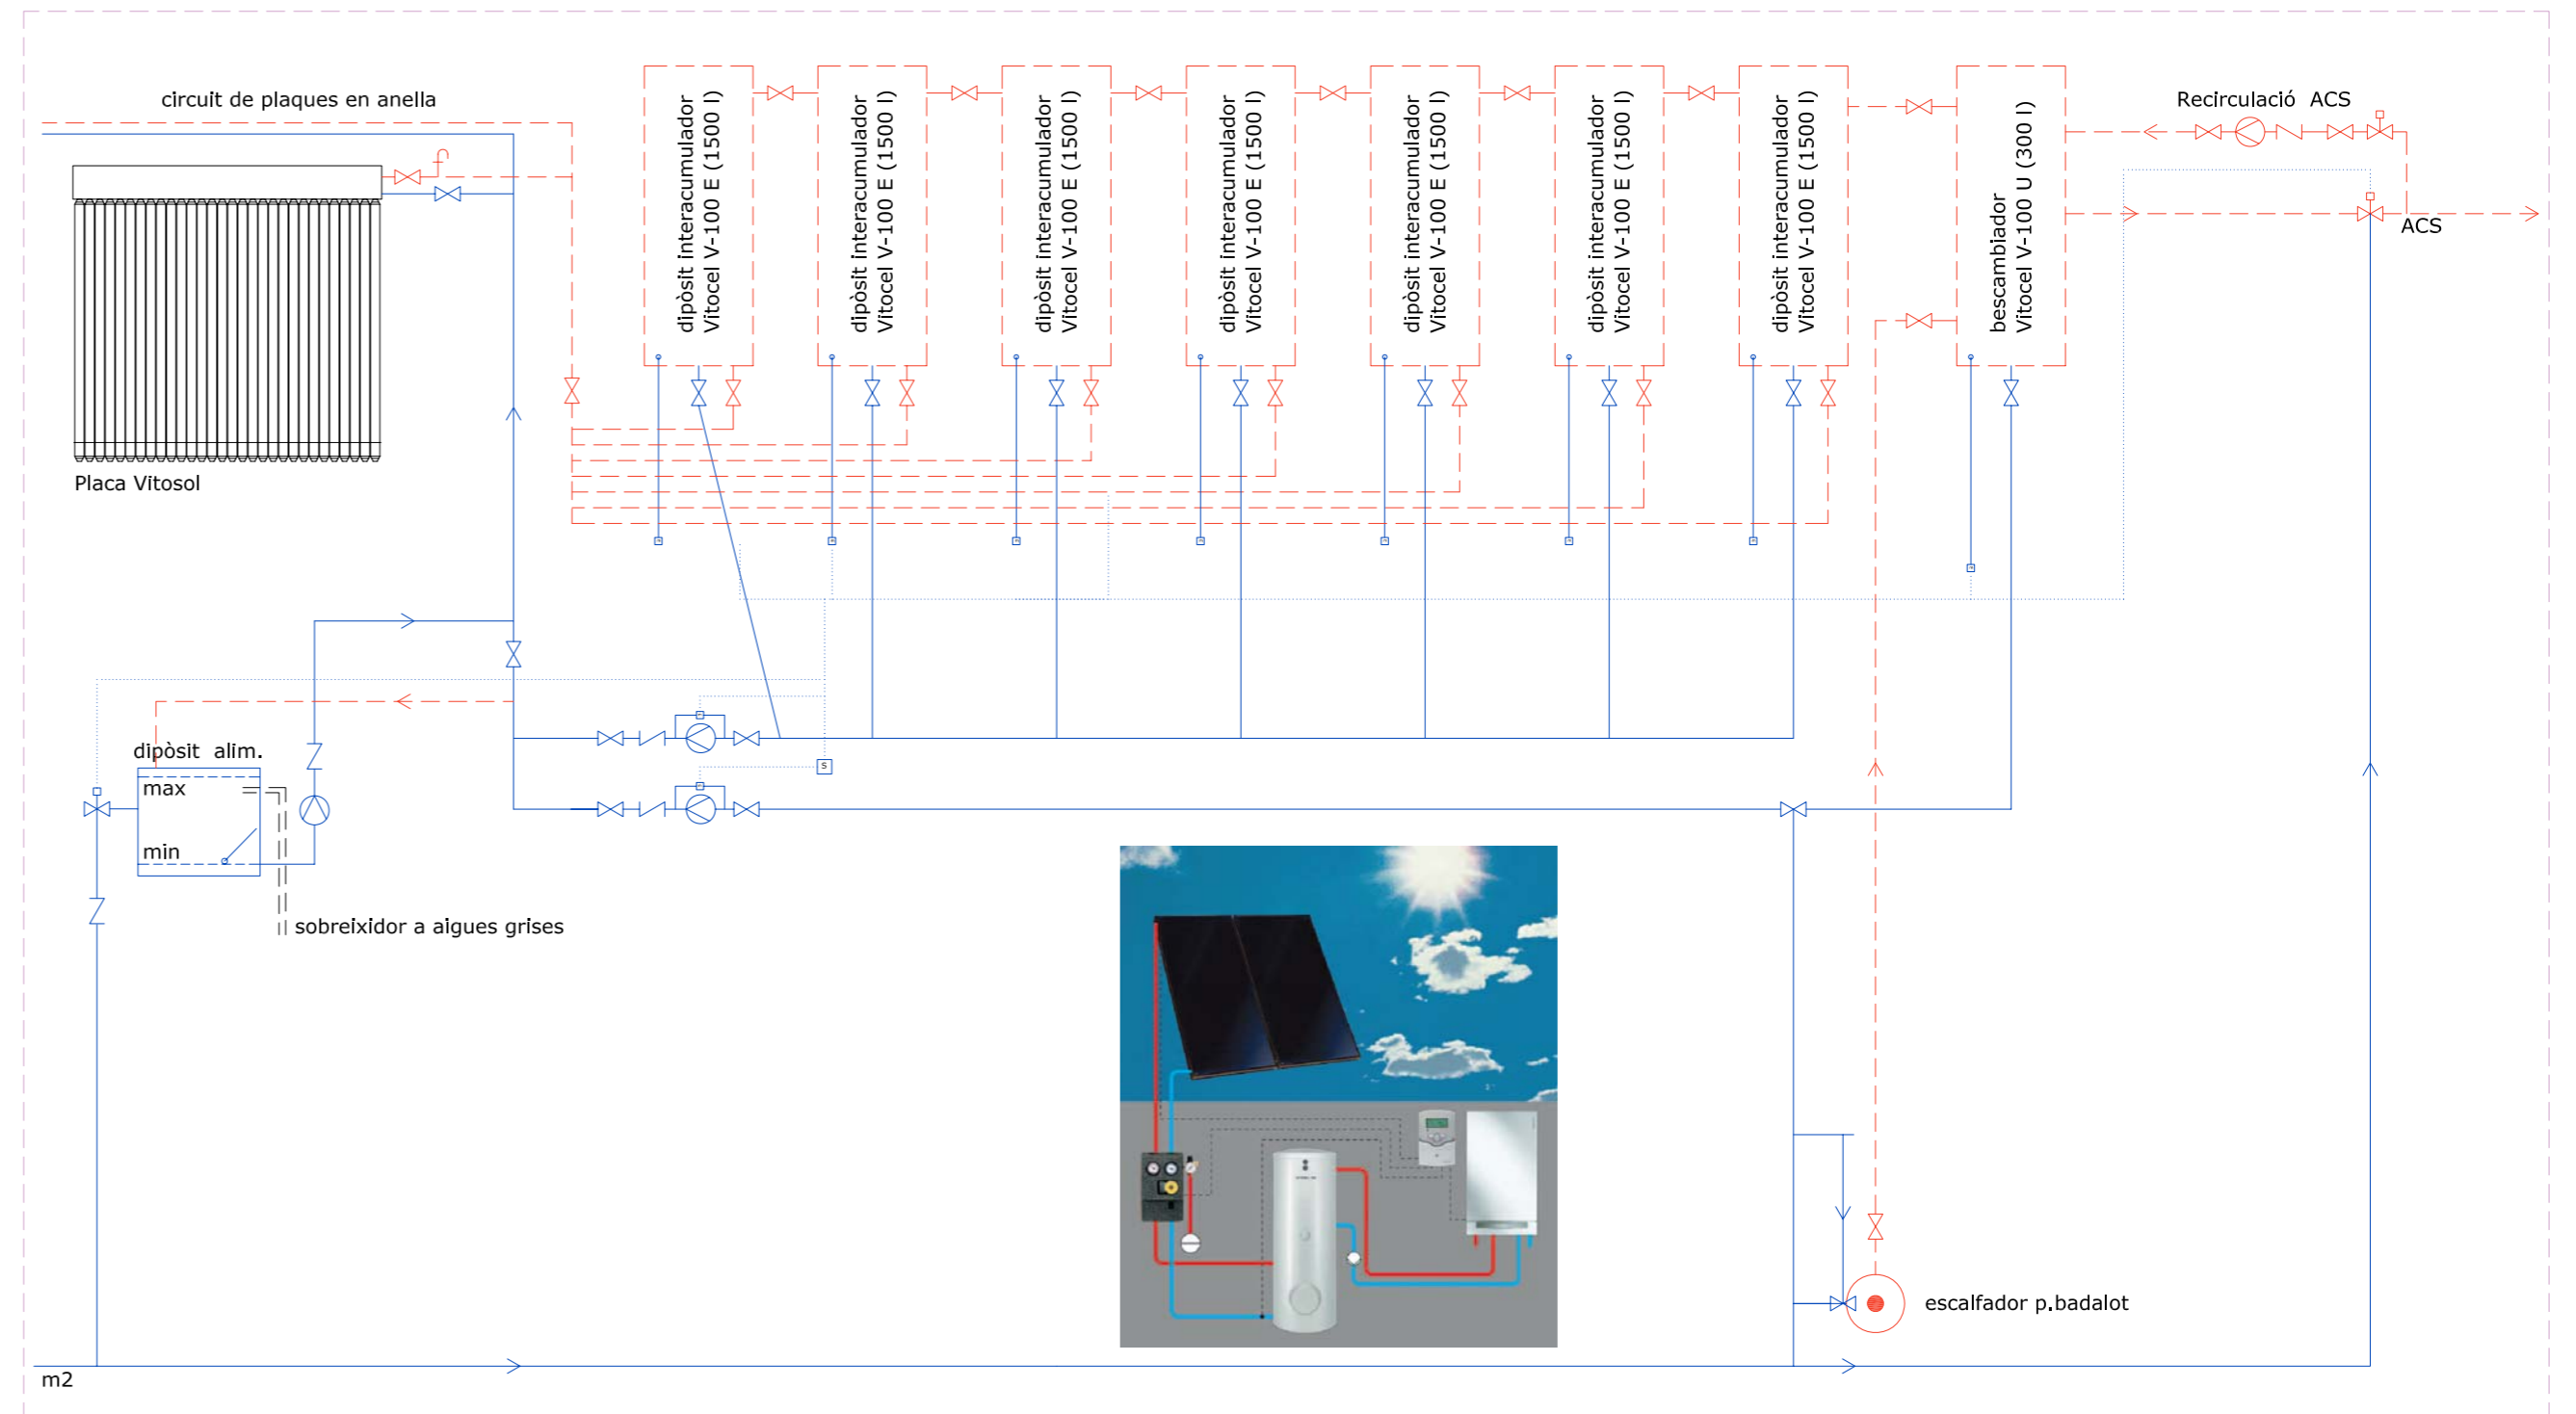 circuit de plaques en anella
dipòsit interacumulador
Vitocel V-100 E (1500 l)
dipòsit interacumulador
Vitocel V-100 E (1500 l)
dipòsit interacumulador
Vitocel V-100 E (1500 l)
dipòsit interacumulador
Vitocel V-100 E (1500 l)
dipòsit interacumulador
Vitocel V-100 E (1500 l)
dipòsit interacumulador
Vitocel V-100 E (1500 l)
dipòsit interacumulador
Vitocel V-100 E (1500 l)
bescambiador
Vitocel V-100 U (300 l)
Recirculació ACS
ACS
Placa Vitosol
dipòsit alim.
max
min
S
sobreixidor a aigues grises
escalfador p.badalot
m2